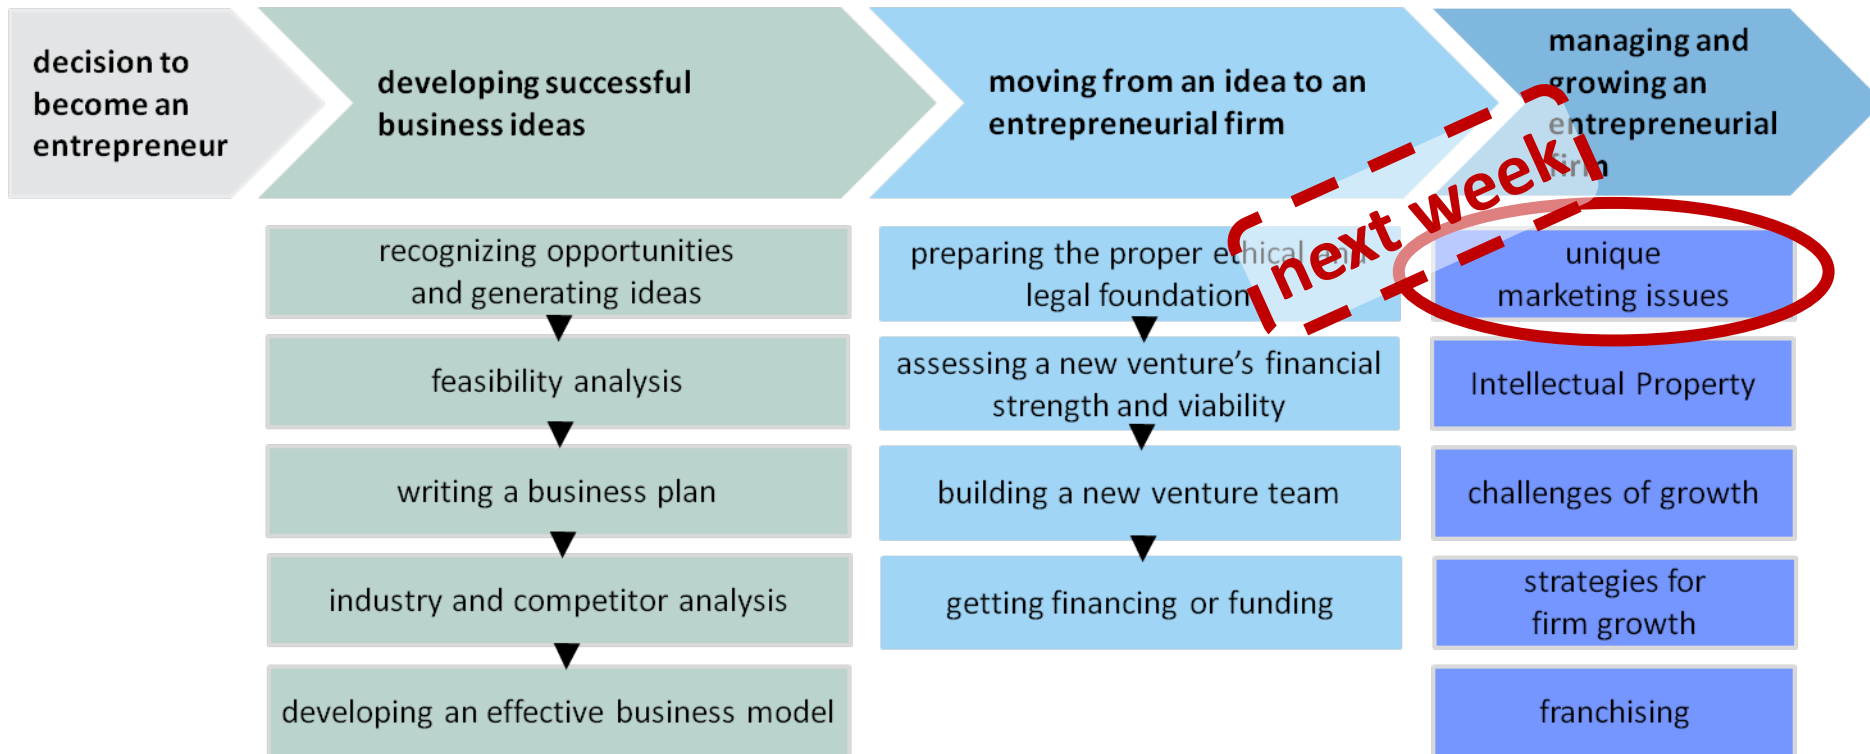 decision to
become an
entrepreneur
developing successful
business ideas
moving from an idea to an
entrepreneurial firm
managing and
growing an
entrepreneurial
firm
next week
recognizing opportunities
and generating ideas
feasibility analysis
writing a business plan
industry and competitor analysis
developing an effective business model
preparing the proper ethical and
legal foundation
assessing a new venture’s financial
strength and viability
building a new venture team
getting financing or funding
unique
marketing issues
Intellectual Property
challenges of growth
strategies for
firm growth
franchising